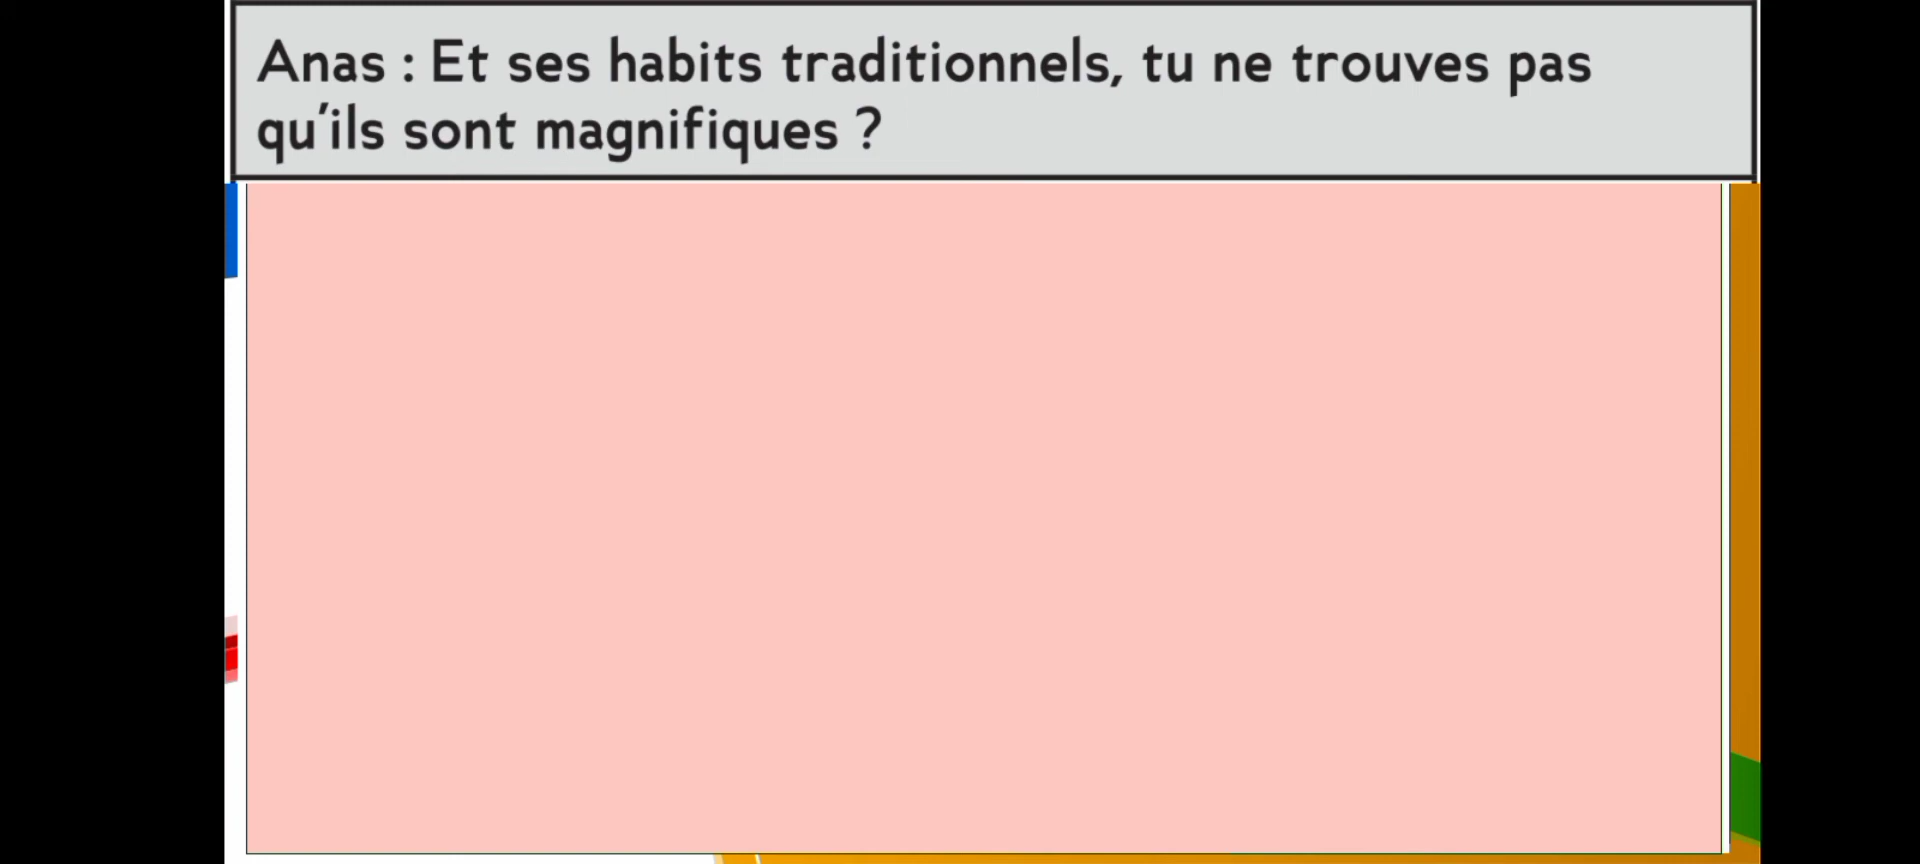 Anas : Et ses habits traditionnels, tu ne trouves pas
qu'ils sont magnifiques ?